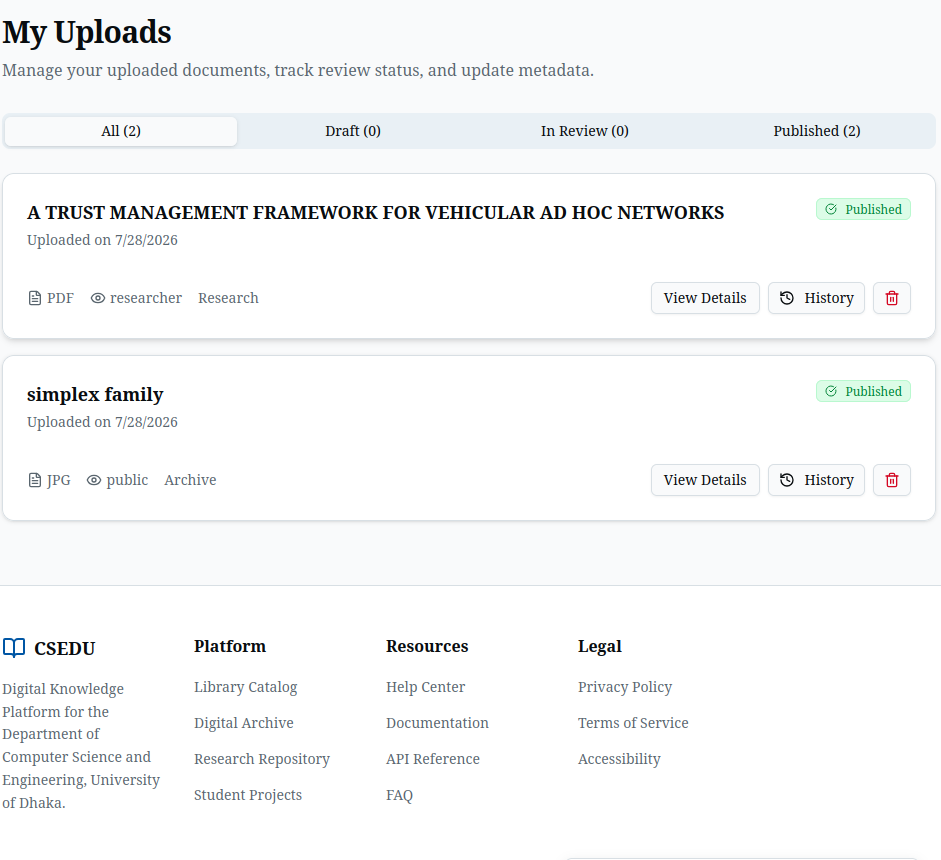 My Uploads
Manage your uploaded documents, track review status, and update metadata.
All (2)
Draft (0)
In Review (0)
Published (2)
A TRUST MANAGEMENT FRAMEWORK FOR VEHICULAR AD HOC NETWORKS
Published
Uploaded on 7/28/2026
PDF
researcher
Research
View Details
History
simplex family
Published
Uploaded on 7/28/2026
JPG
public
Archive
View Details
History
CSEDU
Digital Knowledge
Platform for the
Department of
Computer Science and
Engineering, University
of Dhaka.
Platform
Library Catalog
Digital Archive
Research Repository
Student Projects
Resources
Help Center
Documentation
API Reference
FAQ
Legal
Privacy Policy
Terms of Service
Accessibility